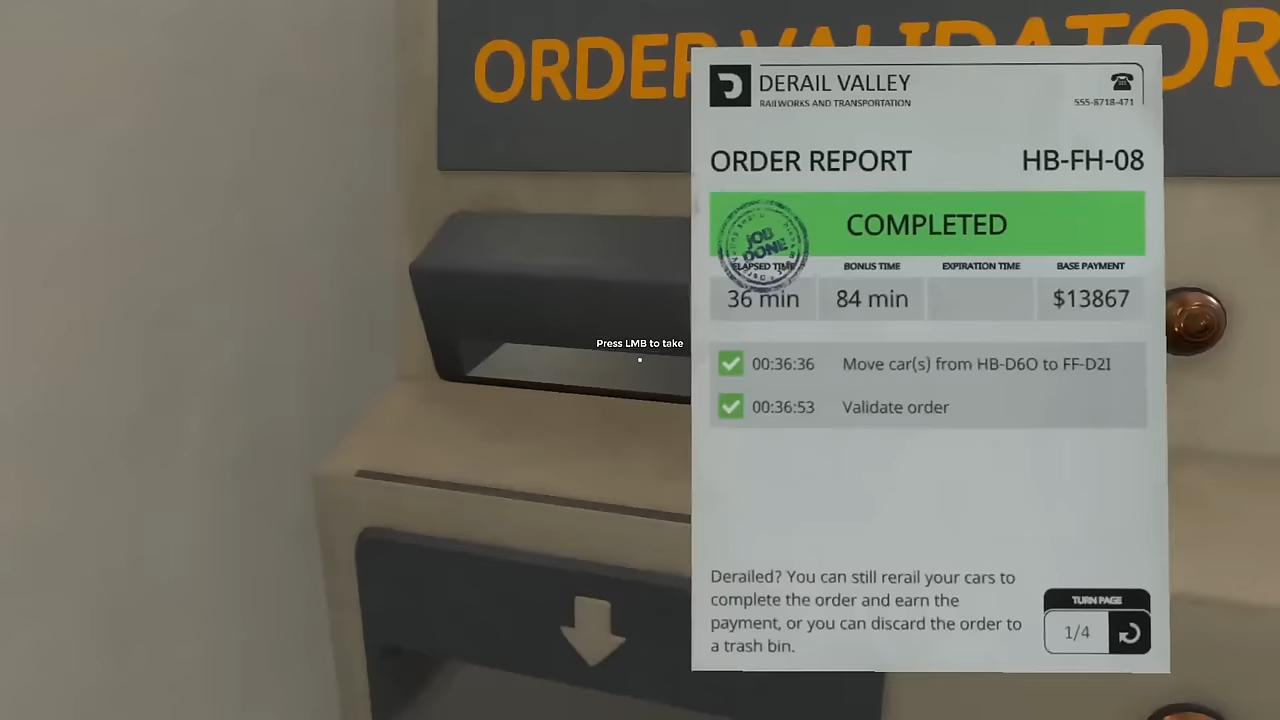 ORDER VALIDATOR
DERAIL VALLEY
RAILWORKS AND TRANSPORTATION
555-8718-471
ORDER REPORT HB-FH-08
COMPLETED
JOB DONE
ELAPSED TIME BONUS TIME EXPIRATION TIME BASE PAYMENT
36 min 84 min $13867
Press LMB to take
00:36:36 Move car(s) from HB-D6O to FF-D2I
00:36:53 Validate order
Derailed? You can still rerail your cars to
complete the order and earn the
payment, or you can discard the order to
a trash bin.
TURN PAGE
1/4